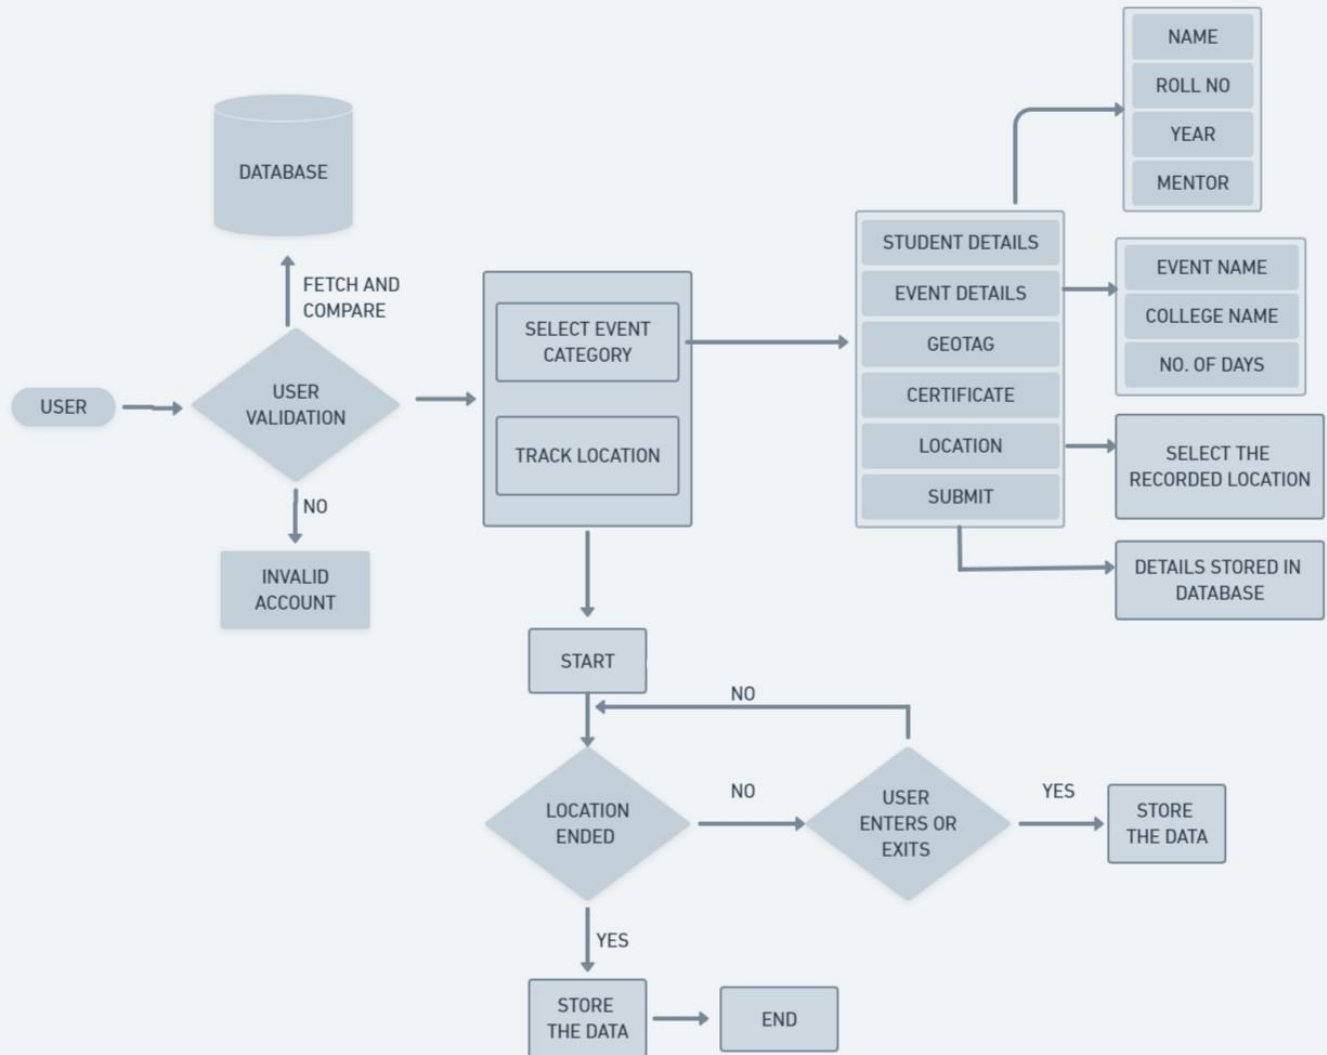 NAME
ROLL NO
YEAR
MENTOR
DATABASE
FETCH AND
COMPARE
USER
USER
VALIDATION
NO
INVALID
ACCOUNT
SELECT EVENT
CATEGORY
TRACK LOCATION
STUDENT DETAILS
EVENT DETAILS
GEOTAG
CERTIFICATE
LOCATION
SUBMIT
EVENT NAME
COLLEGE NAME
NO. OF DAYS
SELECT THE
RECORDED LOCATION
DETAILS STORED IN
DATABASE
START
NO
LOCATION
ENDED
NO
USER
ENTERS OR
EXITS
YES
STORE
THE DATA
YES
STORE
THE DATA
END